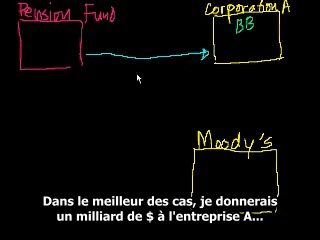 Pension Fund
Corporation A
BB
Moody's
Dans le meilleur des cas, je donnerais
un milliard de $ à l'entreprise A...